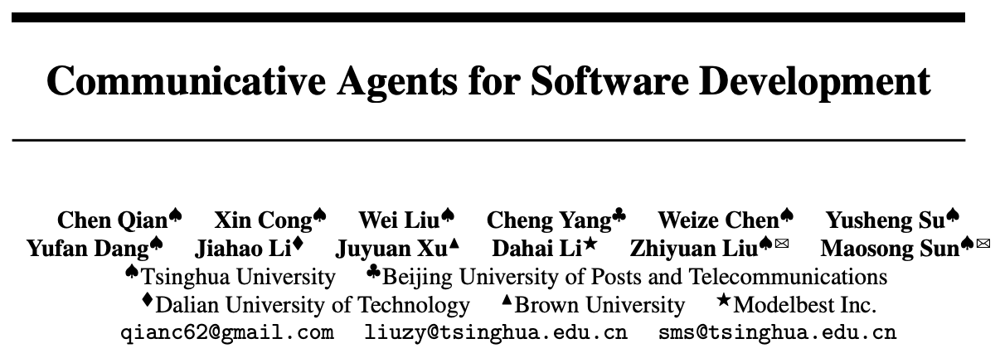 Communicative Agents for Software Development
Chen Qian♠ Xin Cong♠ Wei Liu♠ Cheng Yang♣ Weize Chen♠ Yusheng Su♠
Yufan Dang♠ Jiahao Li♦ Juyuan Xu▲ Dahai Li★ Zhiyuan Liu♠✉ Maosong Sun♠✉
♠Tsinghua University ♣Beijing University of Posts and Telecommunications
♦Dalian University of Technology ▲Brown University ★Modelbest Inc.
qianc62@gmail.com liuzy@tsinghua.edu.cn sms@tsinghua.edu.cn